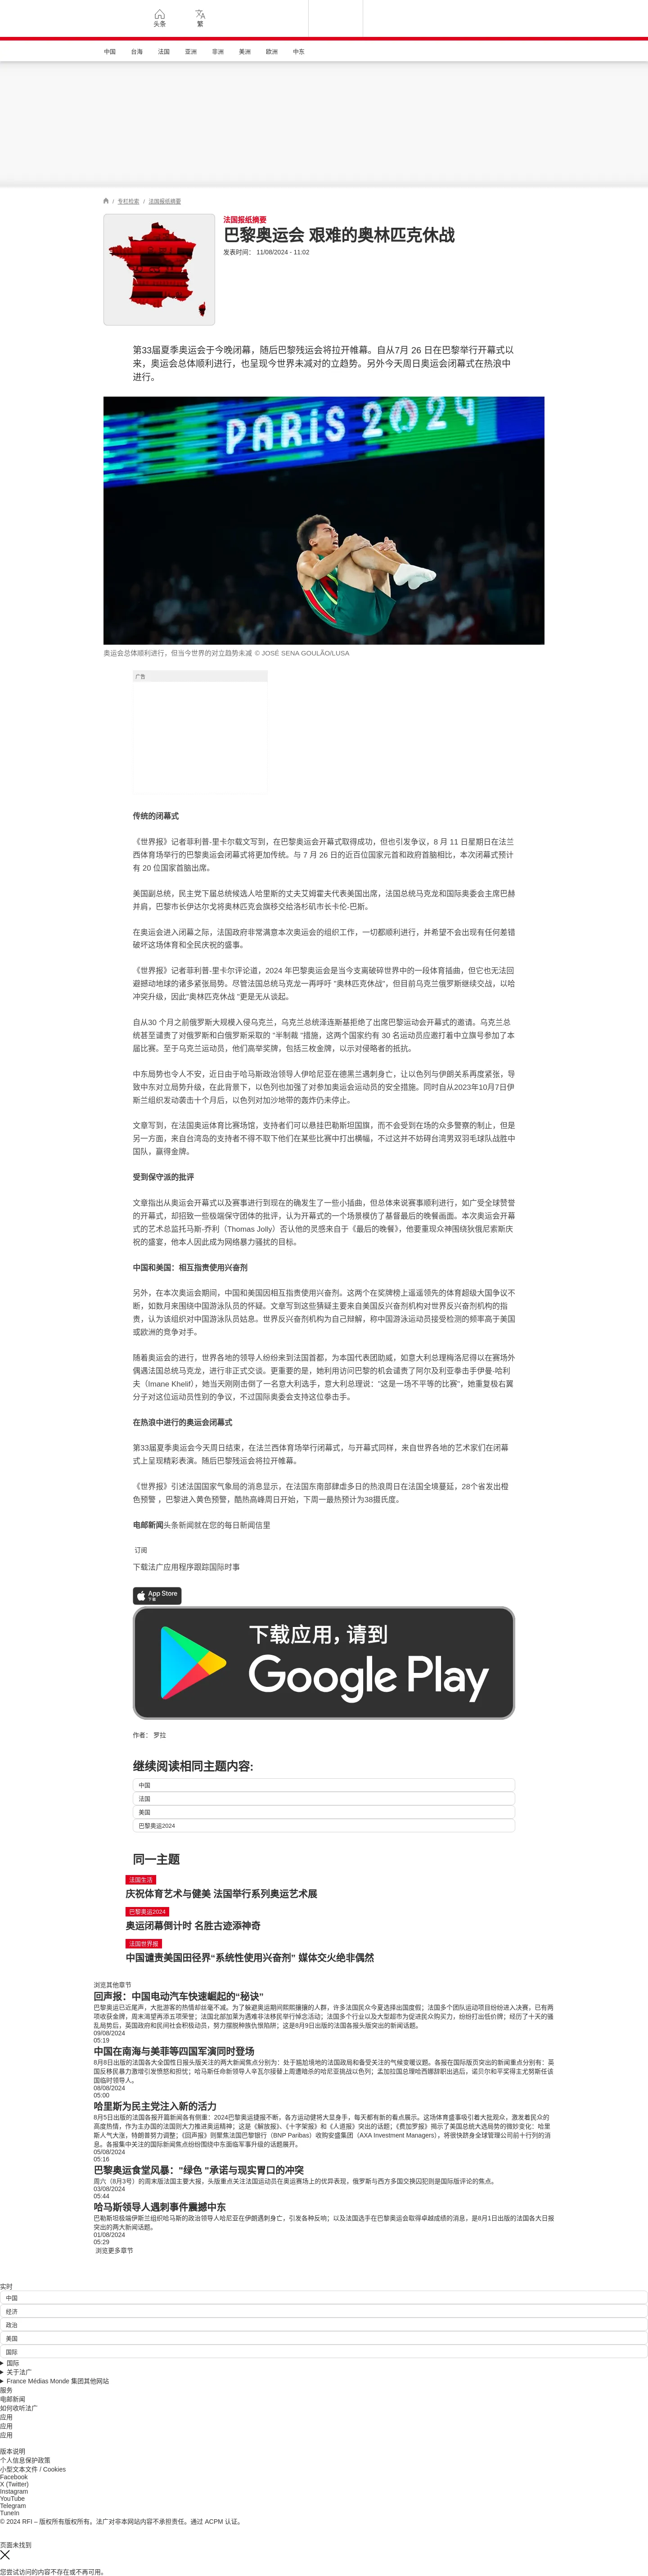 头条
繁
中国 台海 法国 亚洲 非洲 美洲 欧洲 中东
/ 专栏检索 / 法国报纸摘要
法国报纸摘要
巴黎奥运会 艰难的奥林匹克休战
发表时间： 11/08/2024 - 11:02
第33届夏季奥运会于今晚闭幕，随后巴黎残运会将拉开帷幕。自从7月 26 日在巴黎举行开幕式以
来，奥运会总体顺利进行，也呈现今世界未减对的立趋势。另外今天周日奥运会闭幕式在热浪中
进行。
PARIS 2024
奥运会总体顺利进行，但当今世界的对立趋势未减 © JOSÉ SENA GOULÃO/LUSA
广告
传统的闭幕式
《世界报》记者菲利普-里卡尔载文写到，在巴黎奥运会开幕式取得成功，但也引发争议，8 月 11 日星期日在法兰
西体育场举行的巴黎奥运会闭幕式将更加传统。与 7 月 26 日的近百位国家元首和政府首脑相比，本次闭幕式预计
有 20 位国家首脑出席。
美国副总统，民主党下届总统候选人哈里斯的丈夫艾姆霍夫代表美国出席，法国总统马克龙和国际奥委会主席巴赫
并肩，巴黎市长伊达尔戈将奥林匹克会旗移交给洛杉矶市长卡伦-巴斯。
在奥运会进入闭幕之际，法国政府非常满意本次奥运会的组织工作，一切都顺利进行，并希望不会出现有任何差错
破坏这场体育和全民庆祝的盛事。
《世界报》记者菲利普-里卡尔评论道，2024 年巴黎奥运会是当今支离破碎世界中的一段体育插曲，但它也无法回
避撼动地球的诸多紧张局势。尽管法国总统马克龙一再呼吁 "奥林匹克休战"，但目前乌克兰俄罗斯继续交战，以哈
冲突升级，因此"奥林匹克休战 "更是无从谈起。
自从30 个月之前俄罗斯大规模入侵乌克兰，乌克兰总统泽连斯基拒绝了出席巴黎运动会开幕式的邀请。乌克兰总
统甚至谴责了对俄罗斯和白俄罗斯采取的 "半制裁 "措施，这两个国家约有 30 名运动员应邀打着中立旗号参加了本
届比赛。至于乌克兰运动员，他们高举奖牌，包括三枚金牌，以示对侵略者的抵抗。
中东局势也令人不安，近日由于哈马斯政治领导人伊哈尼亚在德黑兰遇刺身亡，让以色列与伊朗关系再度紧张，导
致中东对立局势升级，在此背景下，以色列也加强了对参加奥运会运动员的安全措施。同时自从2023年10月7日伊
斯兰组织发动袭击十个月后，以色列对加沙地带的轰炸仍未停止。
文章写到，在法国奥运体育比赛场馆，支持者们可以悬挂巴勒斯坦国旗，而不会受到在场的众多警察的制止，但是
另一方面，来自台湾岛的支持者不得不取下他们在某些比赛中打出横幅，不过这并不妨碍台湾男双羽毛球队战胜中
国队，赢得金牌。
受到保守派的批评
文章指出从奥运会开幕式以及赛事进行到现在的确发生了一些小插曲，但总体来说赛事顺利进行，如广受全球赞誉
的开幕式，却招致一些极端保守团体的批评，认为开幕式的一个场景模仿了基督最后的晚餐画面。本次奥运会开幕
式的艺术总监托马斯-乔利（Thomas Jolly）否认他的灵感来自于《最后的晚餐》，他要重现众神围绕狄俄尼索斯庆
祝的盛宴，他本人因此成为网络暴力骚扰的目标。
中国和美国：相互指责使用兴奋剂
另外，在本次奥运会期间，中国和美国因相互指责使用兴奋剂。这两个在奖牌榜上遥遥领先的体育超级大国争议不
断，如数月来围绕中国游泳队员的怀疑。文章写到这些猜疑主要来自美国反兴奋剂机构对世界反兴奋剂机构的指
责，认为该组织对中国游泳队员姑息。世界反兴奋剂机构为自己辩解，称中国游泳运动员接受检测的频率高于美国
或欧洲的竞争对手。
随着奥运会的进行，世界各地的领导人纷纷来到法国首都，为本国代表团助威，如意大利总理梅洛尼得以在赛场外
偶遇法国总统马克龙，进行非正式交谈。更重要的是，她利用访问巴黎的机会谴责了阿尔及利亚拳击手伊曼-哈利
夫（Imane Khelif），她当天刚刚击倒了一名意大利选手，意大利总理说："这是一场不平等的比赛"，她重复极右翼
分子对这位运动员性别的争议，不过国际奥委会支持这位拳击手。
在热浪中进行的奥运会闭幕式
第33届夏季奥运会今天周日结束，在法兰西体育场举行闭幕式，与开幕式同样，来自世界各地的艺术家们在闭幕
式上呈现精彩表演。随后巴黎残运会将拉开帷幕。
《世界报》引述法国国家气象局的消息显示，在法国东南部肆虐多日的热浪周日在法国全境蔓延，28个省发出橙
色预警 ，巴黎进入黄色预警，酷热高峰周日开始，下周一最热预计为38摄氏度。
电邮新闻头条新闻就在您的每日新闻信里
订阅
下载法广应用程序跟踪国际时事
App Store
下载
下载应用，请到
Google Play
作者： 罗拉
继续阅读相同主题内容:
中国
法国
美国
巴黎奥运2024
同一主题
法国生活
庆祝体育艺术与健美 法国举行系列奥运艺术展
巴黎奥运2024
奥运闭幕倒计时 名胜古迹添神奇
法国世界报
中国谴责美国田径界“系统性使用兴奋剂” 媒体交火绝非偶然
浏览其他章节
回声报：中国电动汽车快速崛起的“秘诀”
巴黎奥运已近尾声，大批游客的热情却丝毫不减。为了躲避奥运期间熙熙攘攘的人群，许多法国民众今夏选择出国度假；法国多个团队运动项目纷纷进入决赛，已有两
项收获金牌，周末渴望再添五项荣誉；法国北部加莱为遇难非法移民举行悼念活动；法国多个行业以及大型超市为促进民众购买力，纷纷打出低价牌；经历了十天的骚
乱局势后，英国政府和民间社会积极动员，努力摆脱种族仇恨陷阱；这是8月9日出版的法国各报头版突出的新闻话题。
09/08/2024
05:19
中国在南海与美菲等四国军演同时登场
8月8日出版的法国各大全国性日报头版关注的两大新闻焦点分别为：处于尴尬境地的法国政局和备受关注的气候变暖议题。各报在国际版页突出的新闻重点分别有：英
国反移民暴力激增引发愤怒和担忧；哈马斯任命新领导人辛瓦尔接替上周遭暗杀的哈尼亚挑战以色列；孟加拉国总理哈西娜辞职出逃后，诺贝尔和平奖得主尤努斯任该
国临时领导人。
08/08/2024
05:00
哈里斯为民主党注入新的活力
8月5日出版的法国各报开篇新闻各有侧重：2024巴黎奥运捷报不断，各方运动健将大显身手，每天都有新的看点展示。这场体育盛事吸引着大批观众，激发着民众的
高度热情，作为主办国的法国则大力推进奥运精神；这是《解放报》、《十字架报》和《人道报》突出的话题；《费加罗报》揭示了美国总统大选局势的微妙变化：哈里
斯人气大涨，特朗普努力调整；《回声报》则聚焦法国巴黎银行（BNP Paribas）收购安盛集团（AXA Investment Managers），将很快跻身全球管理公司前十行列的消
息。各报集中关注的国际新闻焦点纷纷围绕中东面临军事升级的话题展开。
05/08/2024
05:16
巴黎奥运食堂风暴：“绿色 “承诺与现实胃口的冲突
周六（8月3号）的周末版法国主要大报，头版重点关注法国运动员在奥运赛场上的优异表现，俄罗斯与西方多国交换囚犯则是国际版评论的焦点。
03/08/2024
05:44
哈马斯领导人遇刺事件震撼中东
巴勒斯坦极端伊斯兰组织哈马斯的政治领导人哈尼亚在伊朗遇刺身亡，引发各种反响；以及法国选手在巴黎奥运会取得卓越成绩的消息，是8月1日出版的法国各大日报
突出的两大新闻话题。
01/08/2024
05:29
浏览更多章节
实时
中国
经济
政治
美国
国际
国际
关于法广
France Médias Monde 集团其他网站
服务
电邮新闻
如何收听法广
应用
应用
应用
版本说明
个人信息保护政策
小型文本文件 / Cookies
Facebook
X (Twitter)
Instagram
YouTube
Telegram
TuneIn
© 2024 RFI – 版权所有版权所有。法广对非本网站内容不承担责任。通过 ACPM 认证。
页面未找到
您尝试访问的内容不存在或不再可用。